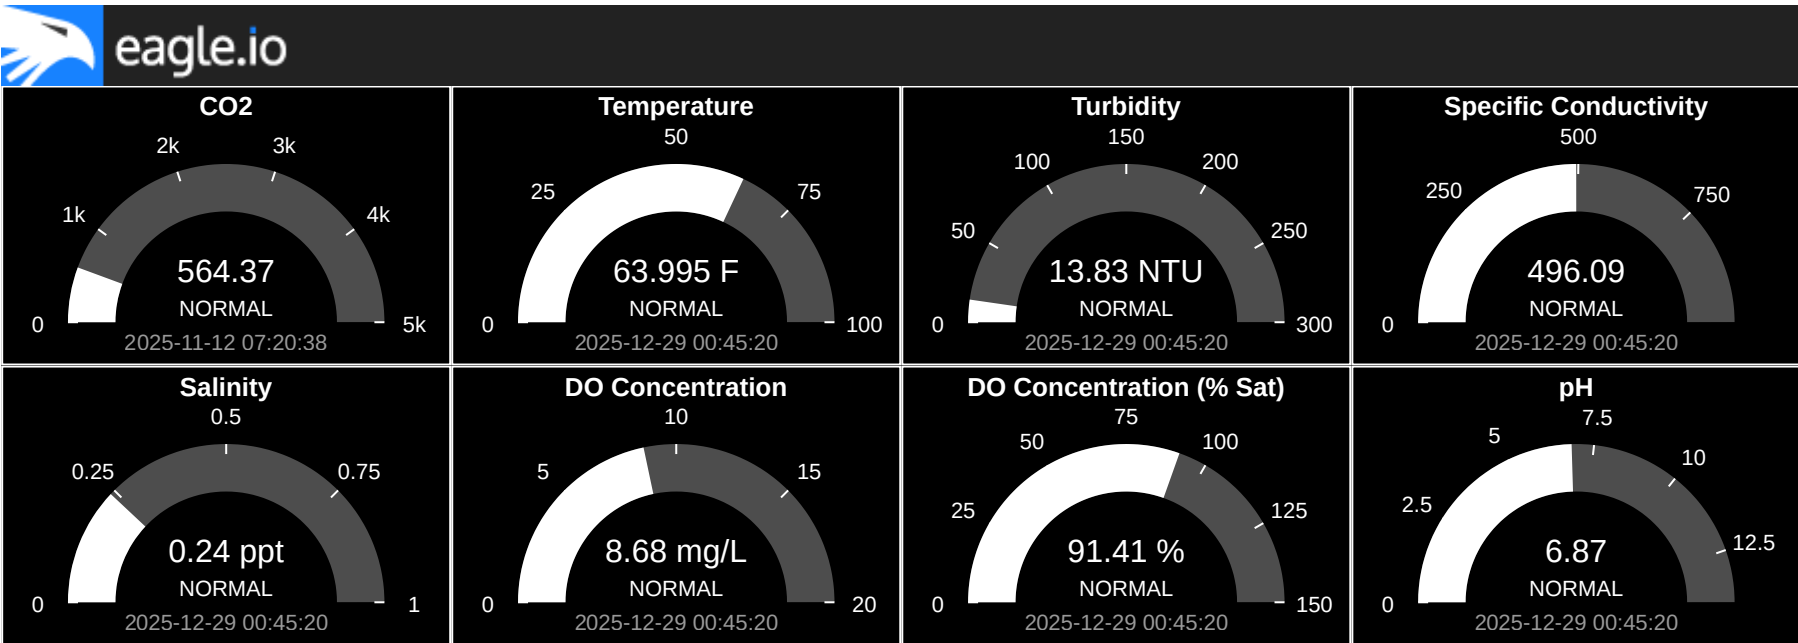 eagle.io
CO2
2k
3k
1k
4k
564.37
NORMAL
0
5k
2025-11-12 07:20:38
Temperature
50
25
75
63.995 F
NORMAL
0
100
2025-12-29 00:45:20
Turbidity
150
100
200
50
250
13.83 NTU
NORMAL
0
300
2025-12-29 00:45:20
Specific Conductivity
500
250
750
496.09
NORMAL
0
2025-12-29 00:45:20
Salinity
0.5
0.25
0.75
0.24 ppt
NORMAL
0
1
2025-12-29 00:45:20
DO Concentration
10
5
15
8.68 mg/L
NORMAL
0
20
2025-12-29 00:45:20
DO Concentration (% Sat)
75
50
100
25
125
91.41 %
NORMAL
0
150
2025-12-29 00:45:20
pH
7.5
5
10
2.5
12.5
6.87
NORMAL
0
2025-12-29 00:45:20